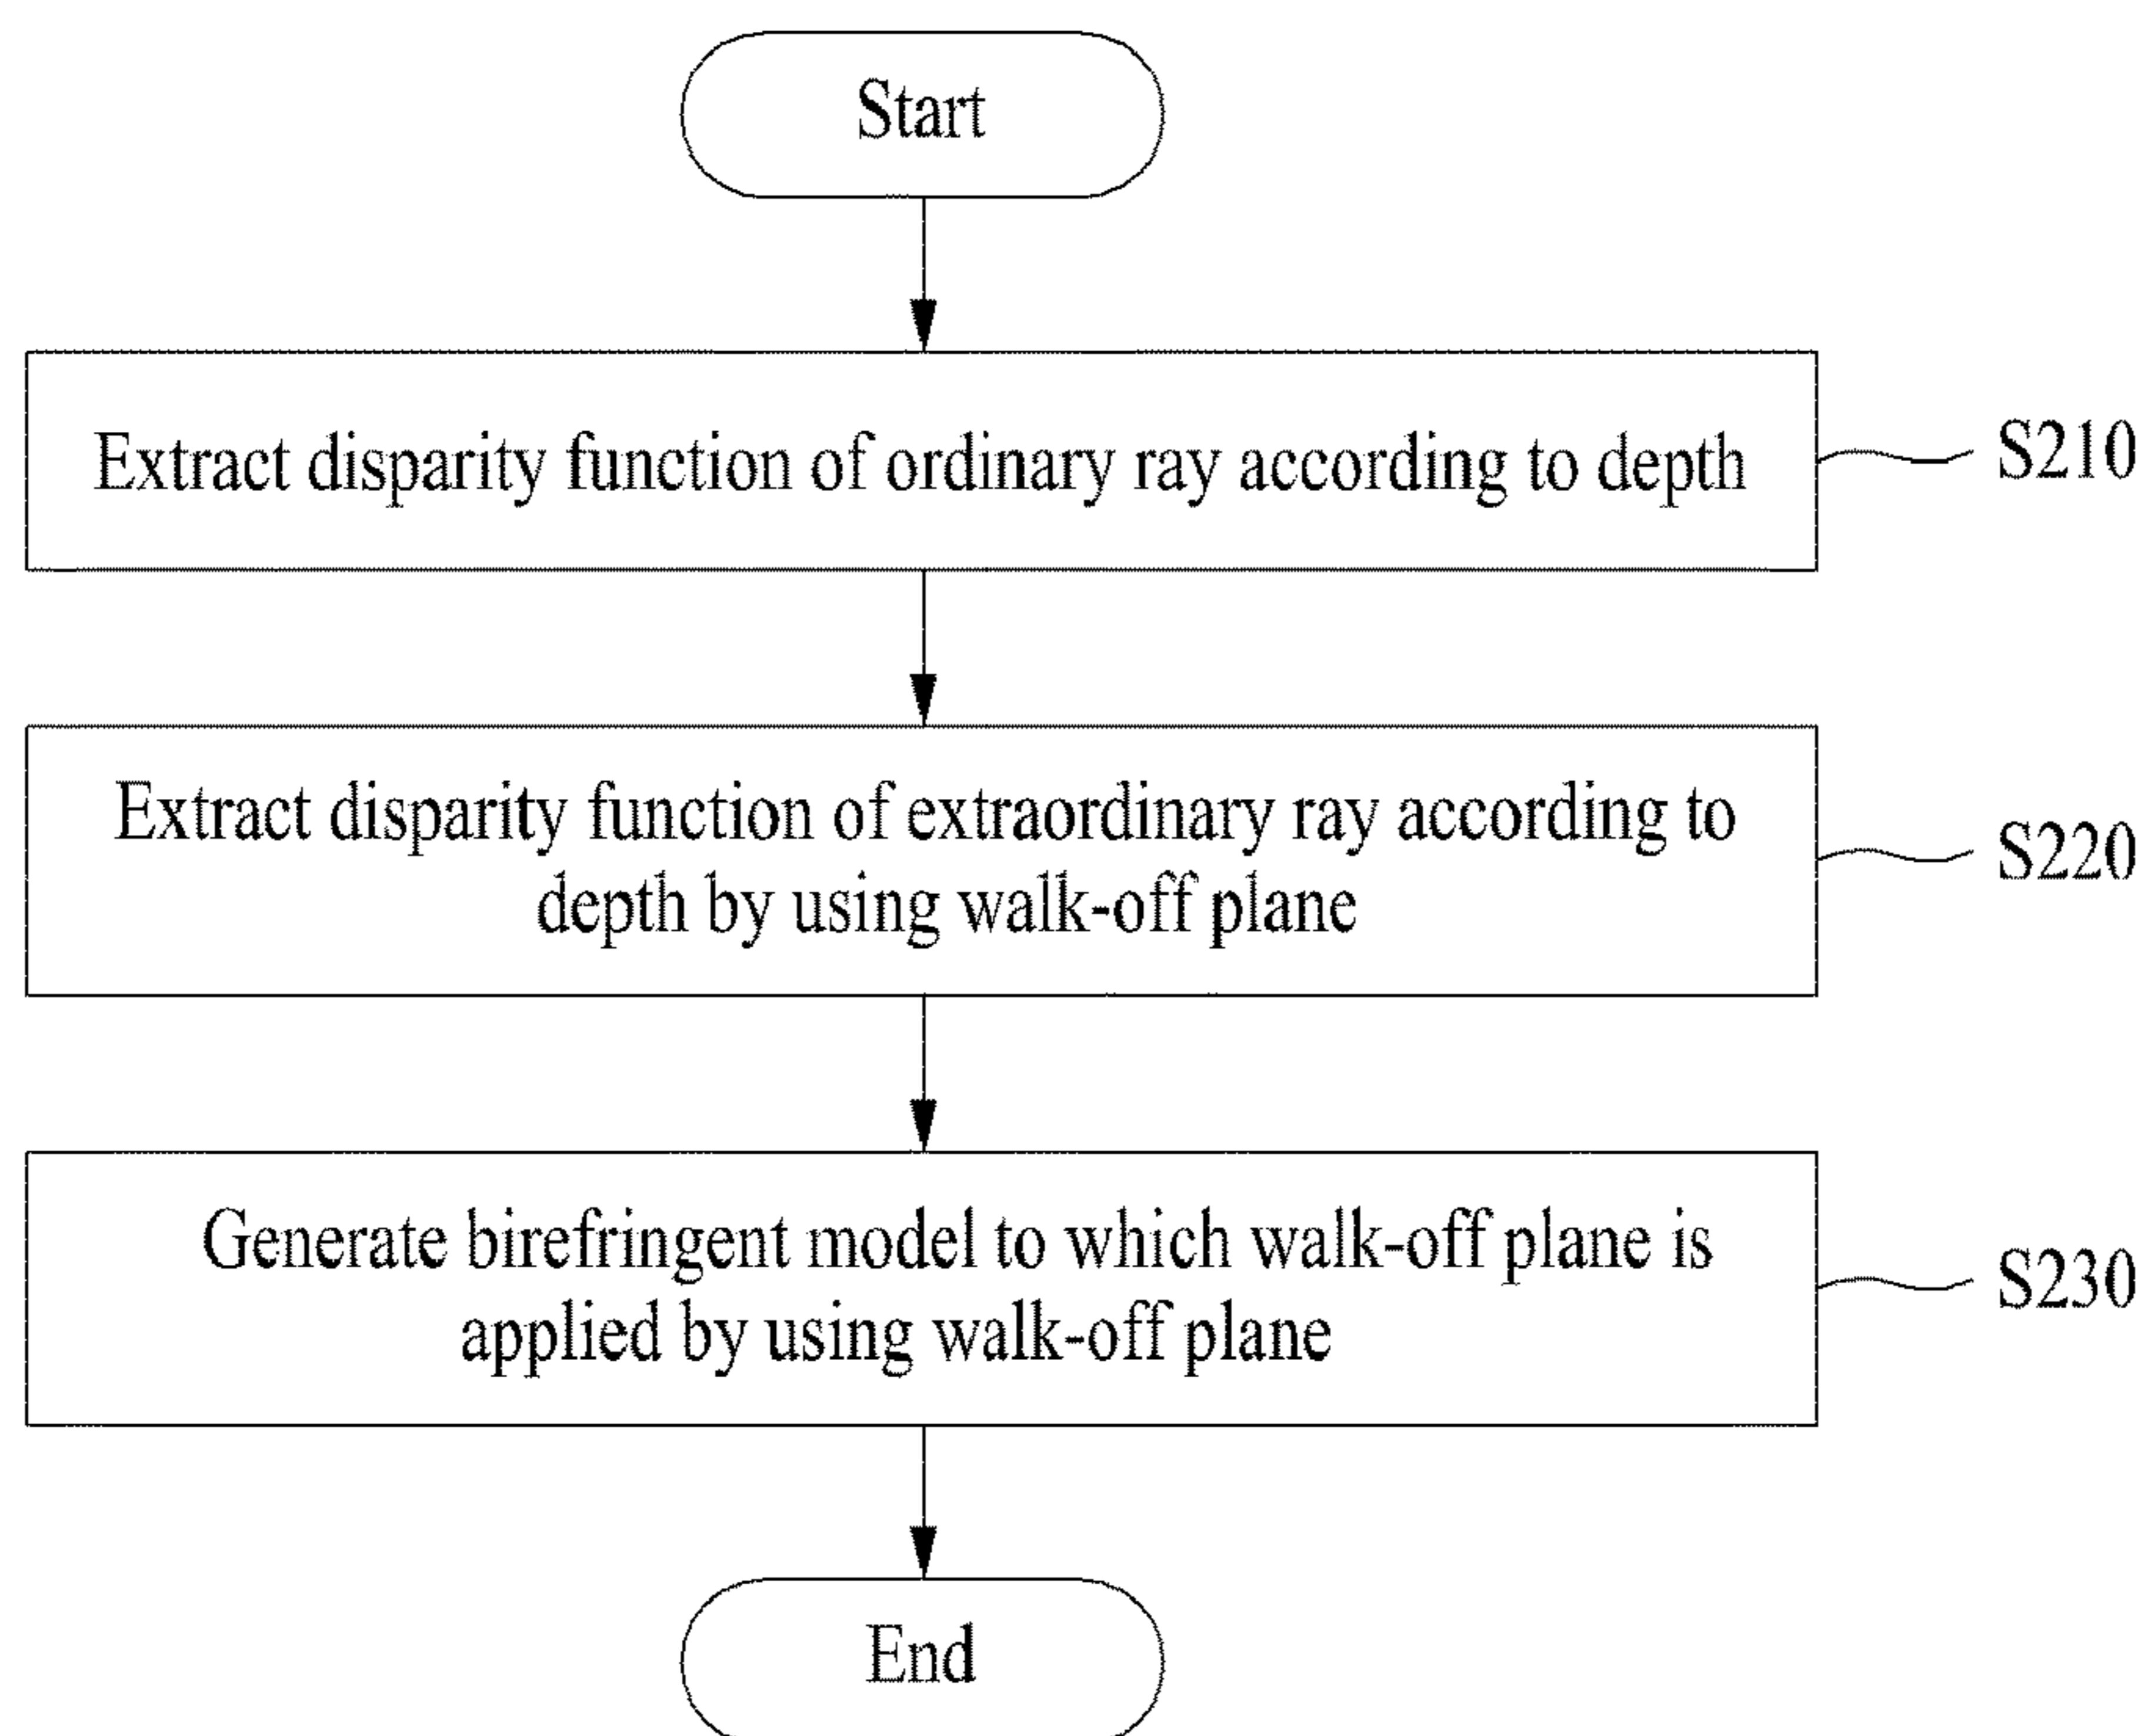 Start
Extract disparity function of ordinary ray according to depth
S210
Extract disparity function of extraordinary ray according to
depth by using walk-off plane
S220
Generate birefringent model to which walk-off plane is
applied by using walk-off plane
S230
End